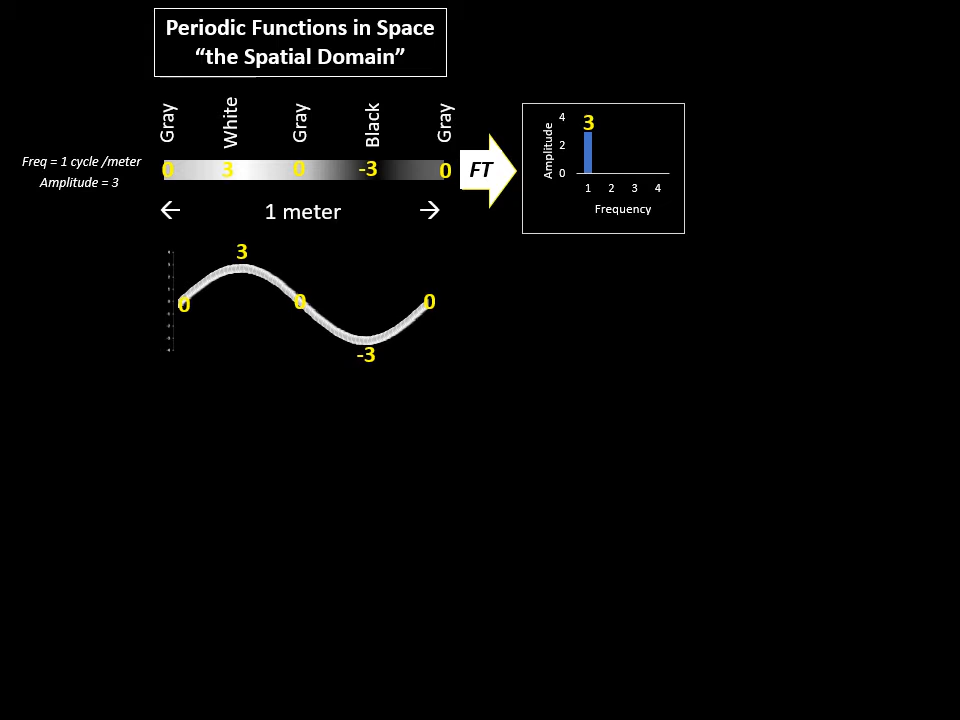 Periodic Functions in Space
“the Spatial Domain”
Gray
White
Gray
Black
Gray
Freq = 1 cycle /meter
Amplitude = 3
0
3
0
-3
0
FT
Amplitude
4
2
0
3
1 2 3 4
Frequency
← 1 meter →
3
0
0
0
-3